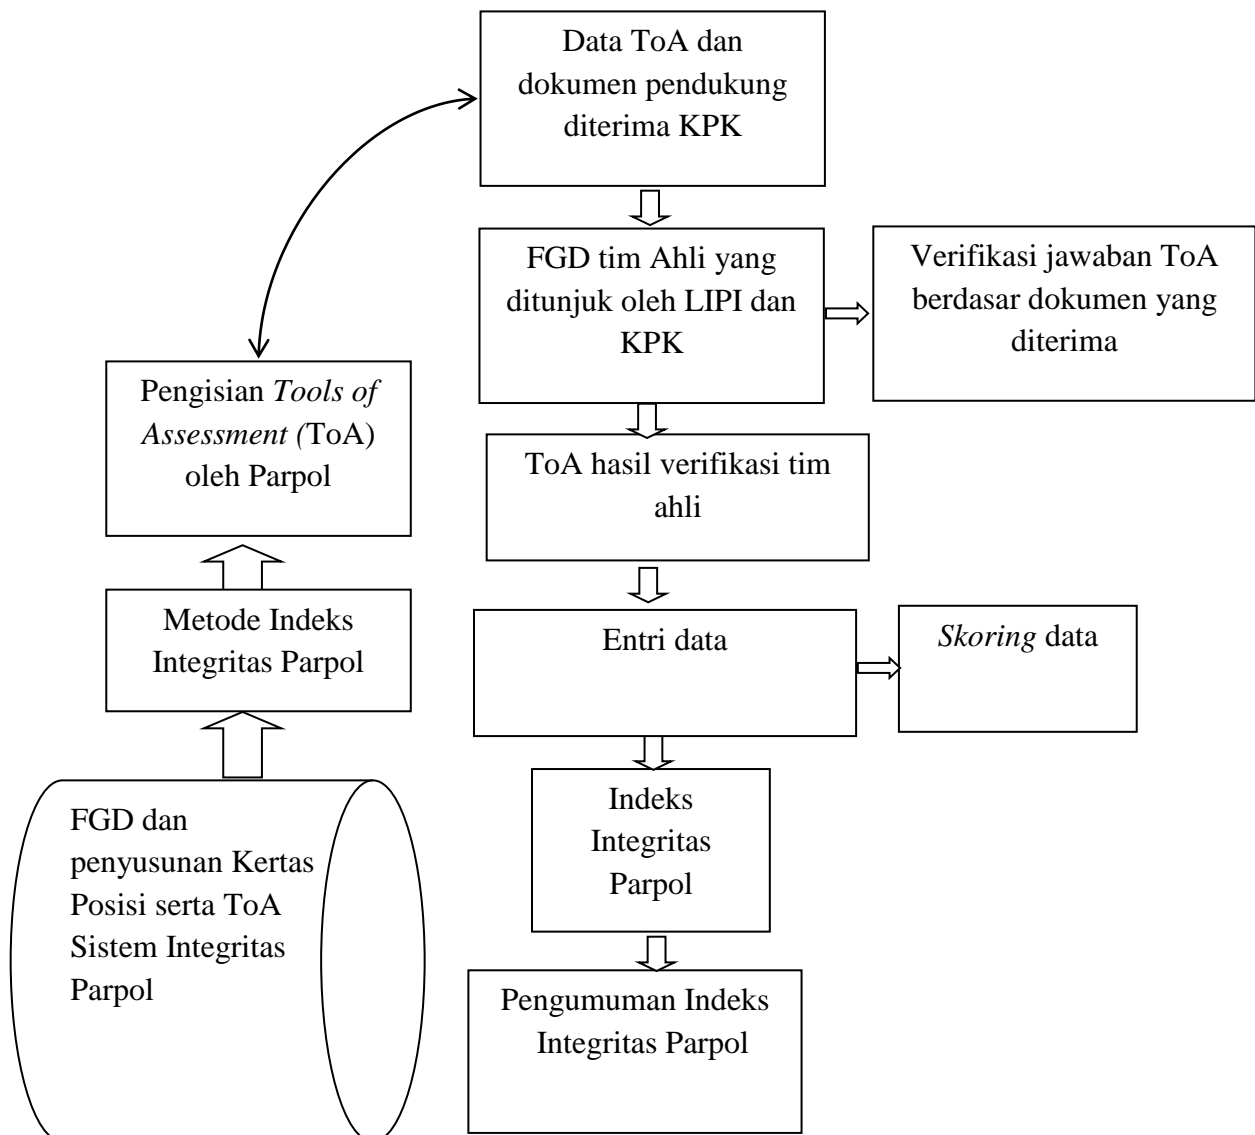 Data ToA dan
dokumen pendukung
diterima KPK
FGD tim Ahli yang
ditunjuk oleh LIPI dan
KPK
Verifikasi jawaban ToA
berdasar dokumen yang
diterima
Pengisian Tools of
Assessment (ToA)
oleh Parpol
ToA hasil verifikasi tim
ahli
Metode Indeks
Integritas Parpol
Entri data
Skoring data
FGD dan
penyusunan Kertas
Posisi serta ToA
Sistem Integritas
Parpol
Indeks
Integritas
Parpol
Pengumuman Indeks
Integritas Parpol